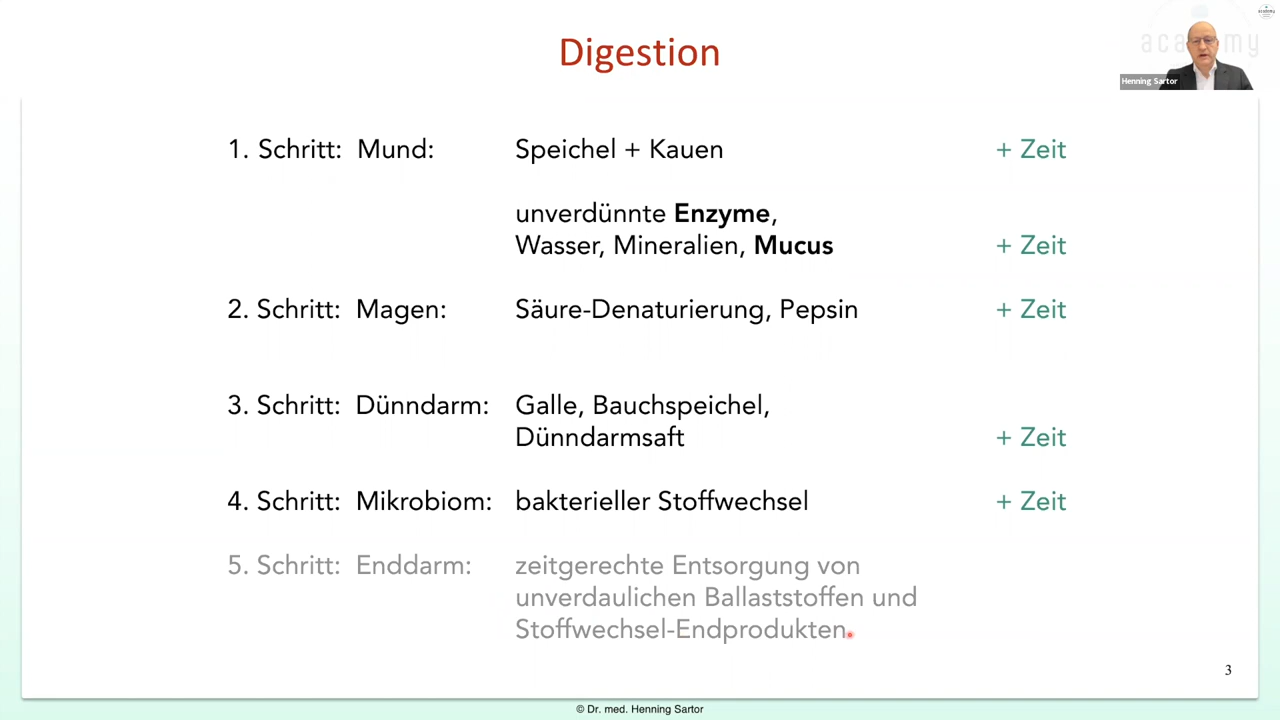 Digestion
academy
Henning Sartor
1. Schritt: Mund: Speichel + Kauen + Zeit
unverdünnte Enzyme,
Wasser, Mineralien, Mucus + Zeit
2. Schritt: Magen: Säure-Denaturierung, Pepsin + Zeit
3. Schritt: Dünndarm: Galle, Bauchspeichel,
Dünndarmsaft + Zeit
4. Schritt: Mikrobiom: bakterieller Stoffwechsel + Zeit
5. Schritt: Enddarm: zeitgerechte Entsorgung von
unverdaulichen Ballaststoffen und
Stoffwechsel-Endprodukten.
3
© Dr. med. Henning Sartor